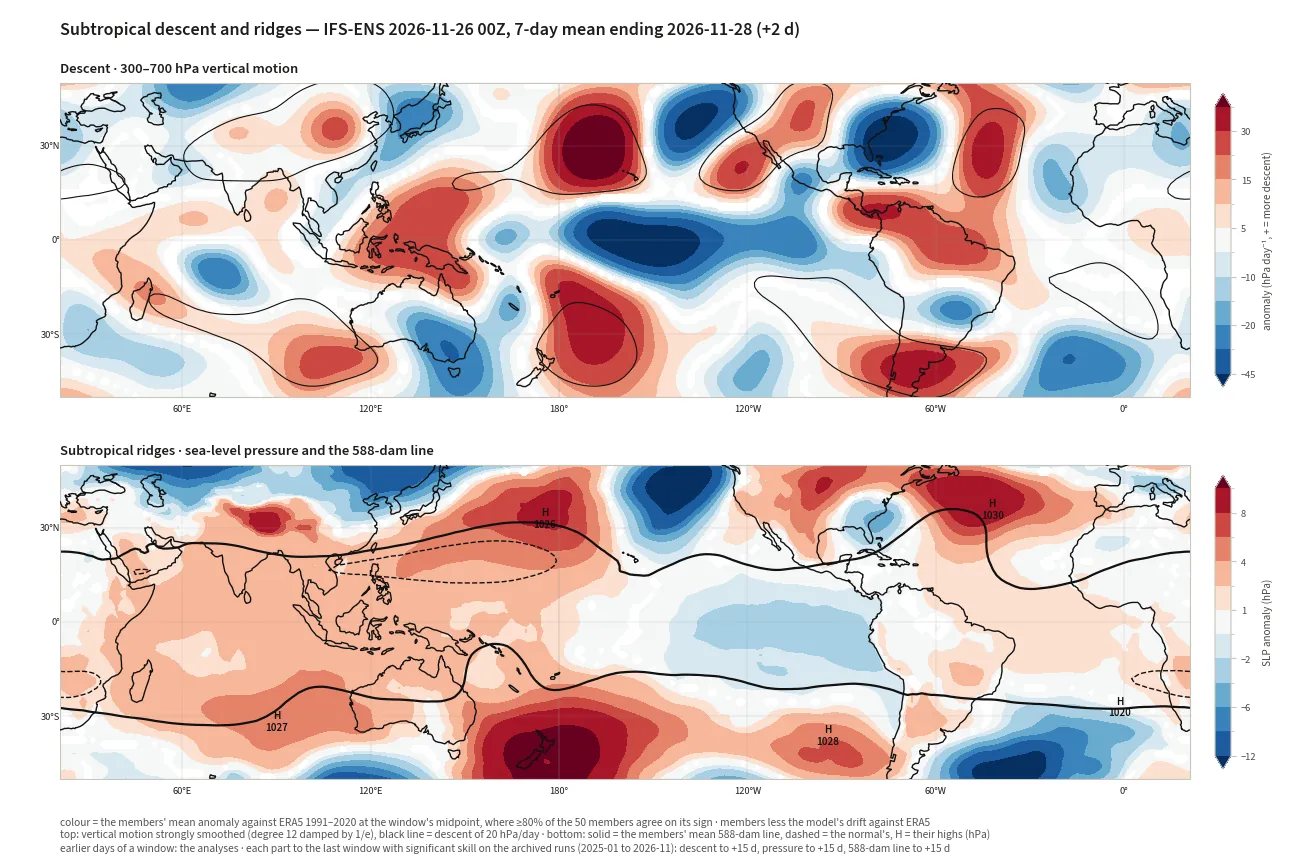 Subtropical descent and ridges — IFS-ENS 2026-11-26 00Z, 7-day mean ending 2026-11-28 (+2 d)
Descent · 300–700 hPa vertical motion
30°N
0°
30°S
60°E
120°E
180°
120°W
60°W
0°
30
15
5
−10
−20
−45
anomaly (hPa day⁻¹, + = more descent)
Subtropical ridges · sea-level pressure and the 588-dam line
30°N
0°
30°S
H
1026
H
1030
H
1027
H
1028
H
1020
60°E
120°E
180°
120°W
60°W
0°
8
4
1
−2
−6
−12
SLP anomaly (hPa)
colour = the members' mean anomaly against ERA5 1991–2020 at the window's midpoint, where ≥80% of the 50 members agree on its sign · members less the model's drift against ERA5
top: vertical motion strongly smoothed (degree 12 damped by 1/e), black line = descent of 20 hPa/day · bottom: solid = the members' mean 588-dam line, dashed = the normal's, H = their highs (hPa)
earlier days of a window: the analyses · each part to the last window with significant skill on the archived runs (2025-01 to 2026-11): descent to +15 d, pressure to +15 d, 588-dam line to +15 d